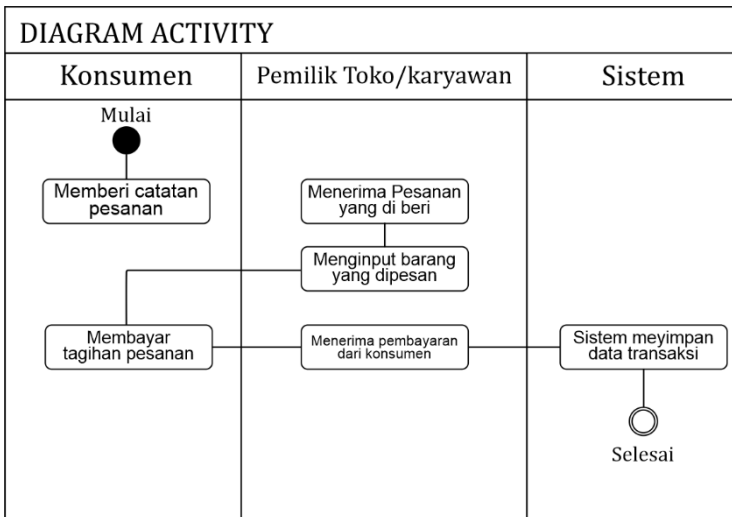 DIAGRAM ACTIVITY
Konsumen
Pemilik Toko/karyawan
Sistem
Mulai
Memberi catatan
pesanan
Menerima Pesanan
yang di beri
Menginput barang
yang dipesan
Membayar
tagihan pesanan
Menerima pembayaran
dari konsumen
Sistem meyimpan
data transaksi
Selesai